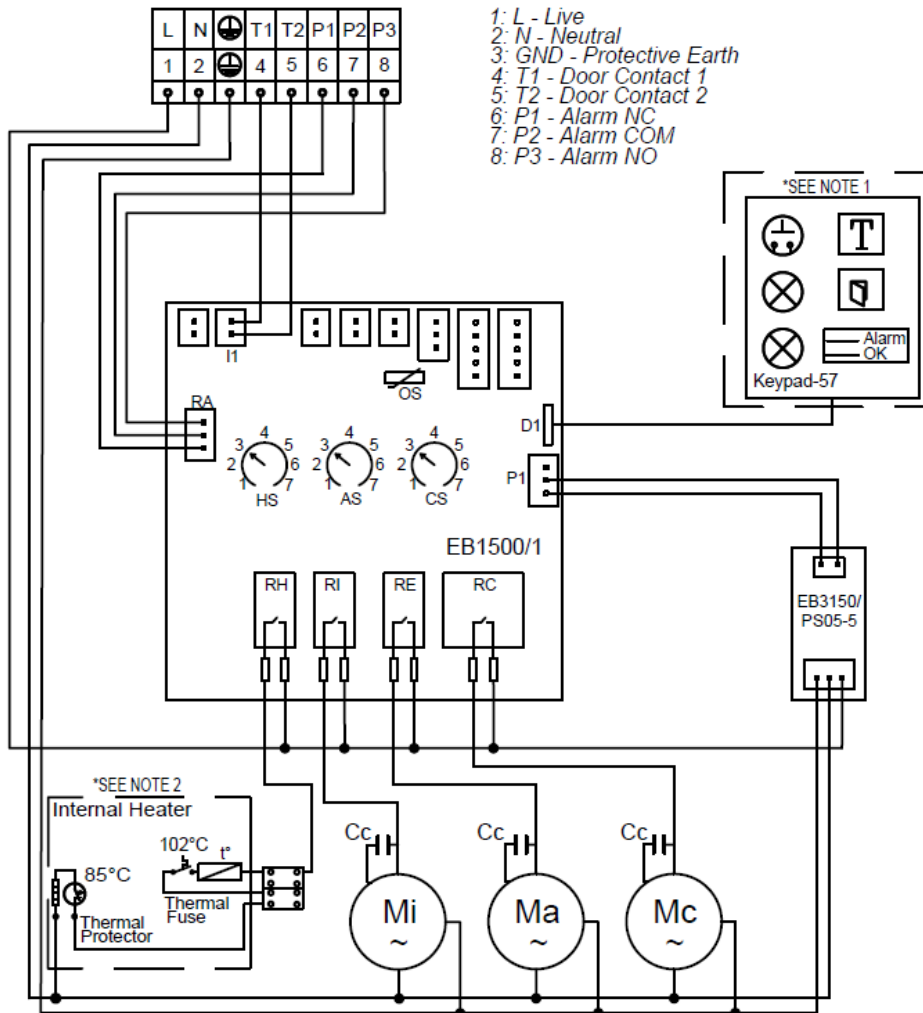 L N T1 T2 P1 P2 P3
1 2 4 5 6 7 8
1: L - Live
2: N - Neutral
3: GND - Protective Earth
4: T1 - Door Contact 1
5: T2 - Door Contact 2
6: P1 - Alarm NC
7: P2 - Alarm COM
8: P3 - Alarm NO
*SEE NOTE 1
T
Alarm
OK
Keypad-57
I1
OS
RA
D1
P1
1 2 3 4 5 6 7
HS
1 2 3 4 5 6 7
AS
1 2 3 4 5 6 7
CS
EB1500/1
EB3150/
PS05-5
RH RI RE RC
*SEE NOTE 2
Internal Heater
102°C
t°
85°C
Thermal
Fuse
Thermal
Protector
Cc Cc Cc
Mi Ma Mc
~ ~ ~